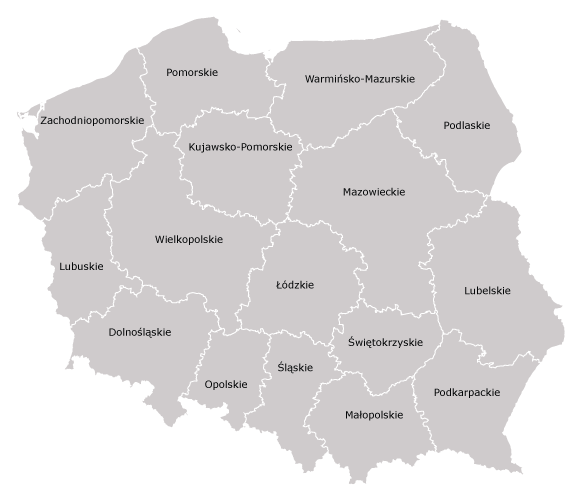 Pomorskie
Warmińsko-Mazurskie
Zachodniopomorskie
Podlaskie
Kujawsko-Pomorskie
Mazowieckie
Wielkopolskie
Lubuskie
Łódzkie
Lubelskie
Dolnośląskie
Świętokrzyskie
Śląskie
Opolskie
Podkarpackie
Małopolskie